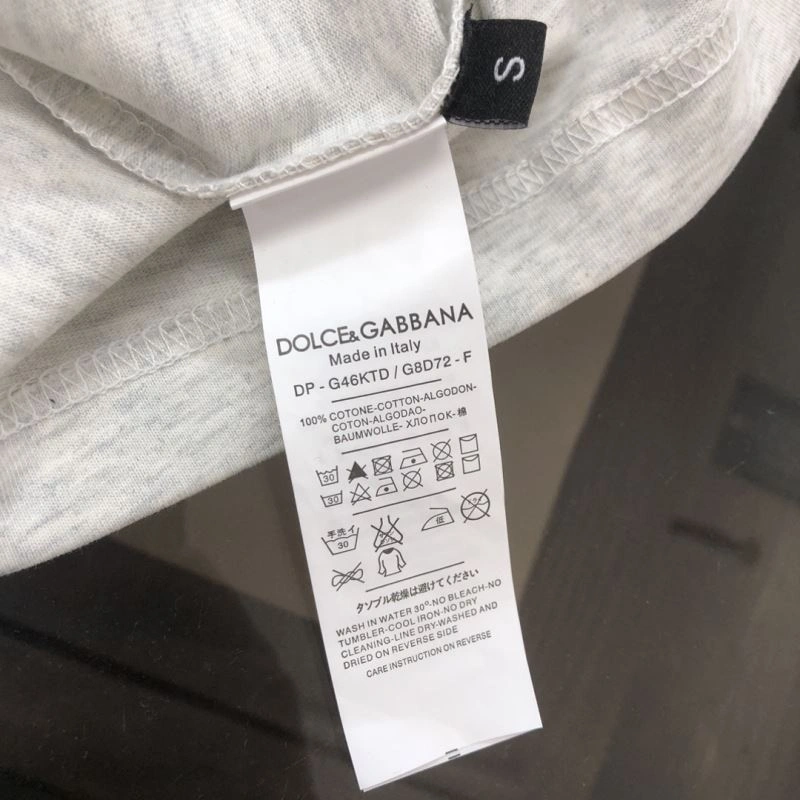 S
DOLCE&GABBANA
Made in Italy
DP - G46KTD / G8D72 - F
100% COTONE-COTTON-ALGODON-
COTON-ALGODAO-
BAUMWOLLE- ХЛО ПОК- 棉
30
30
手洗イ
30
低
タンブル乾燥は避けてください
WASH IN WATER 30º-NO BLEACH-NO
TUMBLER-COOL IRON-NO DRY
CLEANING-LINE DRY-WASHED AND
DRIED ON REVERSE SIDE
CARE INSTRUCTION ON REVERSE